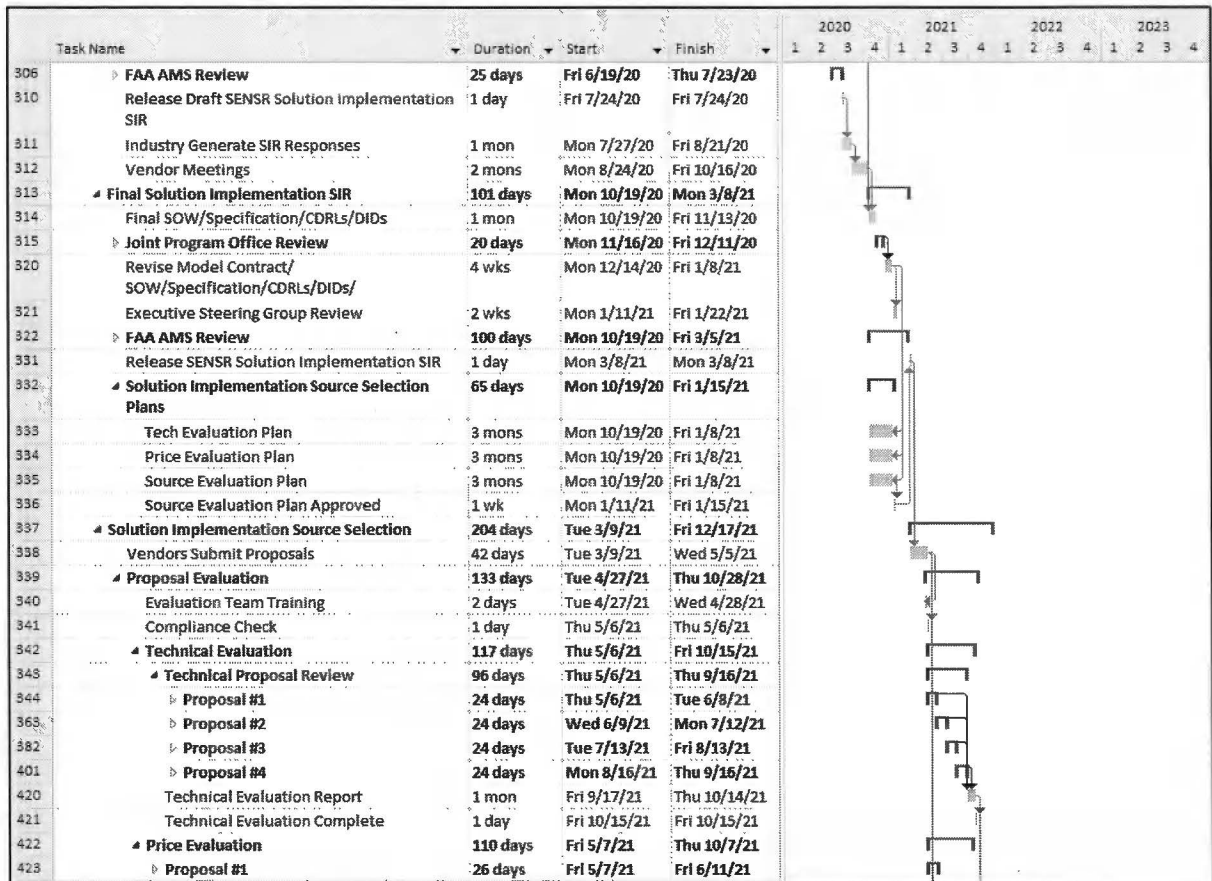 2020 2021 2022 2023
Task Name Duration Start Finish 1 2 3 4 1 2 3 4 1 2 3 4 1 2 3 4
306 FAA AMS Review 25 days Fri 6/19/20 Thu 7/23/20
310 Release Draft SENSR Solution Implementation 1 day Fri 7/24/20 Fri 7/24/20
SIR
311 Industry Generate SIR Responses 1 mon Mon 7/27/20 Fri 8/21/20
312 Vendor Meetings 2 mons Mon 8/24/20 Fri 10/16/20
313 Final Solution Implementation SIR 101 days Mon 10/19/20 Mon 3/8/21
314 Final SOW/Specification/CDRLs/DIDs 1 mon Mon 10/19/20 Fri 11/13/20
315 Joint Program Office Review 20 days Mon 11/16/20 Fri 12/11/20
320 Revise Model Contract/ 4 wks Mon 12/14/20 Fri 1/8/21
SOW/Specification/CDRLs/DIDs/
321 Executive Steering Group Review 2 wks Mon 1/11/21 Fri 1/22/21
322 FAA AMS Review 100 days Mon 10/19/20 Fri 3/5/21
331 Release SENSR Solution Implementation SIR 1 day Mon 3/8/21 Mon 3/8/21
332 Solution Implementation Source Selection 65 days Mon 10/19/20 Fri 1/15/21
Plans
333 Tech Evaluation Plan 3 mons Mon 10/19/20 Fri 1/8/21
334 Price Evaluation Plan 3 mons Mon 10/19/20 Fri 1/8/21
335 Source Evaluation Plan 3 mons Mon 10/19/20 Fri 1/8/21
336 Source Evaluation Plan Approved 1 wk Mon 1/11/21 Fri 1/15/21
337 Solution Implementation Source Selection 204 days Tue 3/9/21 Fri 12/17/21
338 Vendors Submit Proposals 42 days Tue 3/9/21 Wed 5/5/21
339 Proposal Evaluation 133 days Tue 4/27/21 Thu 10/28/21
340 Evaluation Team Training 2 days Tue 4/27/21 Wed 4/28/21
341 Compliance Check 1 day Thu 5/6/21 Thu 5/6/21
342 Technical Evaluation 117 days Thu 5/6/21 Fri 10/15/21
343 Technical Proposal Review 96 days Thu 5/6/21 Thu 9/16/21
344 Proposal #1 24 days Thu 5/6/21 Tue 6/8/21
363 Proposal #2 24 days Wed 6/9/21 Mon 7/12/21
382 Proposal #3 24 days Tue 7/13/21 Fri 8/13/21
401 Proposal #4 24 days Mon 8/16/21 Thu 9/16/21
420 Technical Evaluation Report 1 mon Fri 9/17/21 Thu 10/14/21
421 Technical Evaluation Complete 1 day Fri 10/15/21 Fri 10/15/21
422 Price Evaluation 110 days Fri 5/7/21 Thu 10/7/21
423 Proposal #1 26 days Fri 5/7/21 Fri 6/11/21